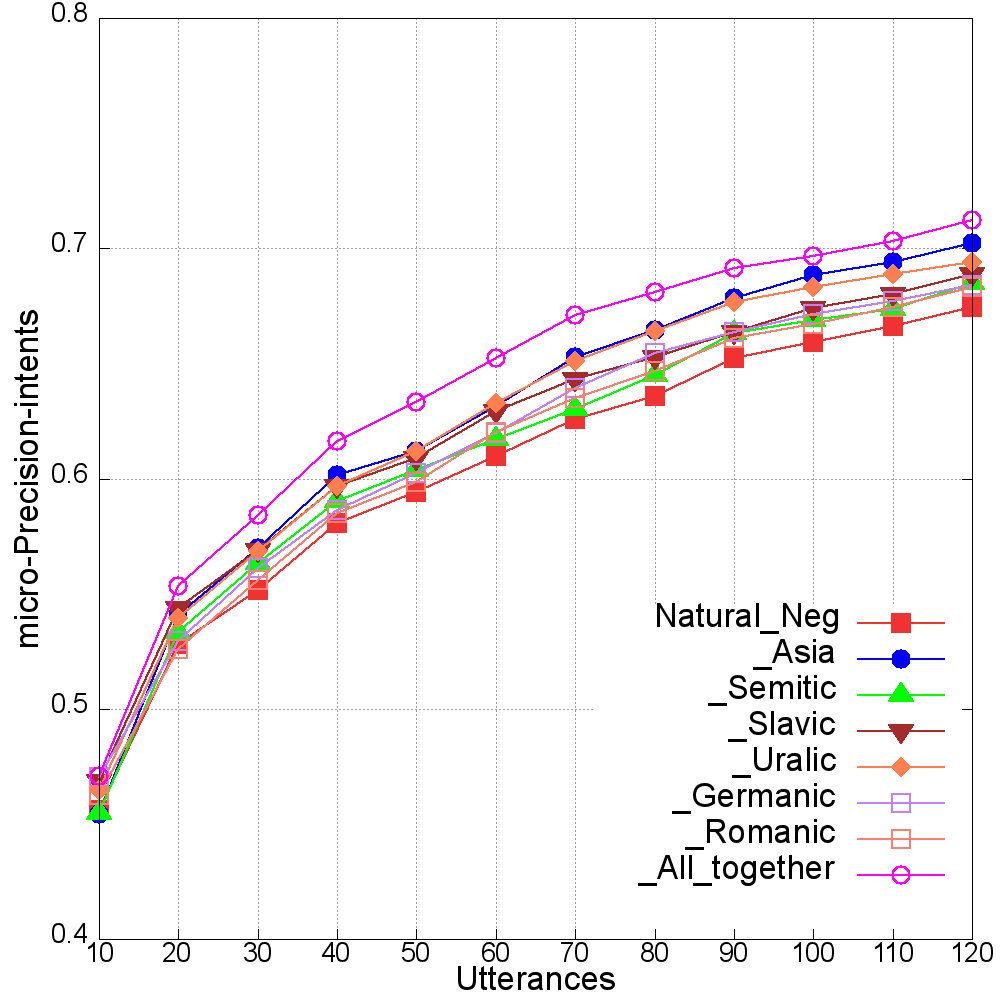 0.8
0.7
0.6
0.5
0.4
micro-Precision-intents
Natural_Neg
_Asia
_Semitic
_Slavic
_Uralic
_Germanic
_Romanic
_All_together
10 20 30 40 50 60 70 80 90 100 110 120
Utterances